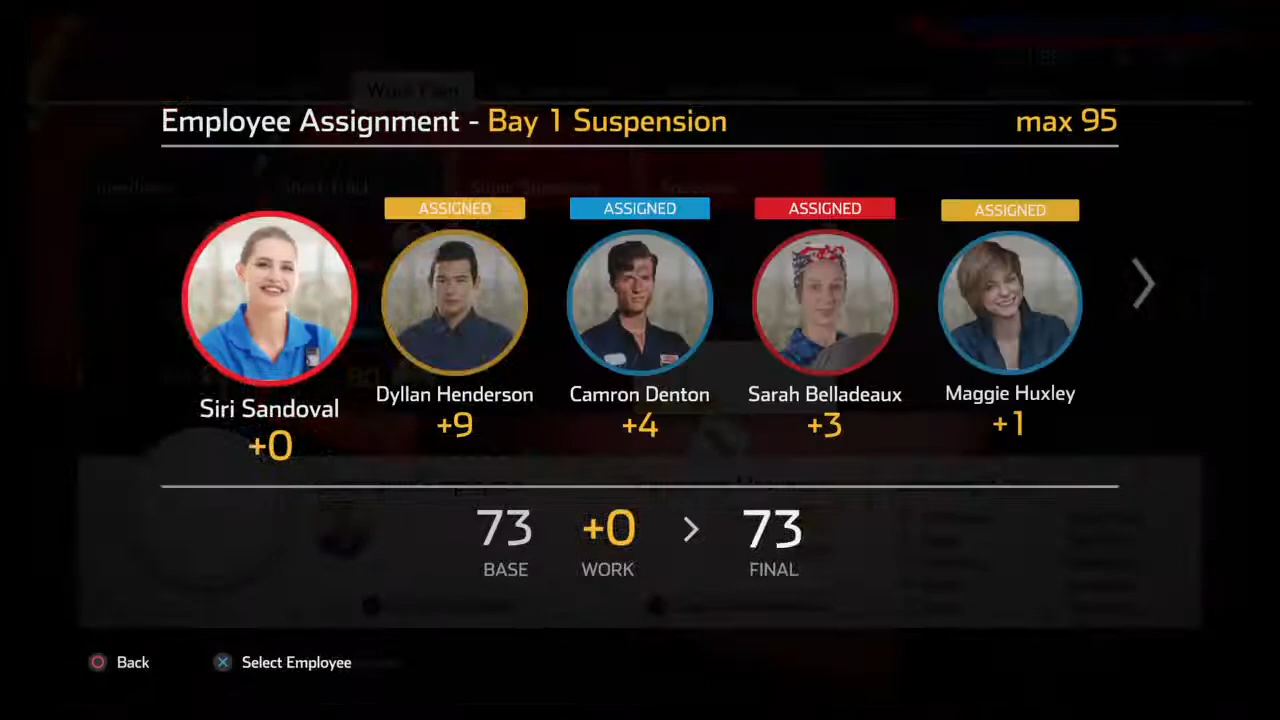 Employee Assignment - Bay 1 Suspension max 95
ASSIGNED ASSIGNED ASSIGNED ASSIGNED
Siri Sandoval Dyllan Henderson Camron Denton Sarah Belladeaux Maggie Huxley
+0 +9 +4 +3 +1
73 +0 > 73
BASE WORK FINAL
Back Select Employee